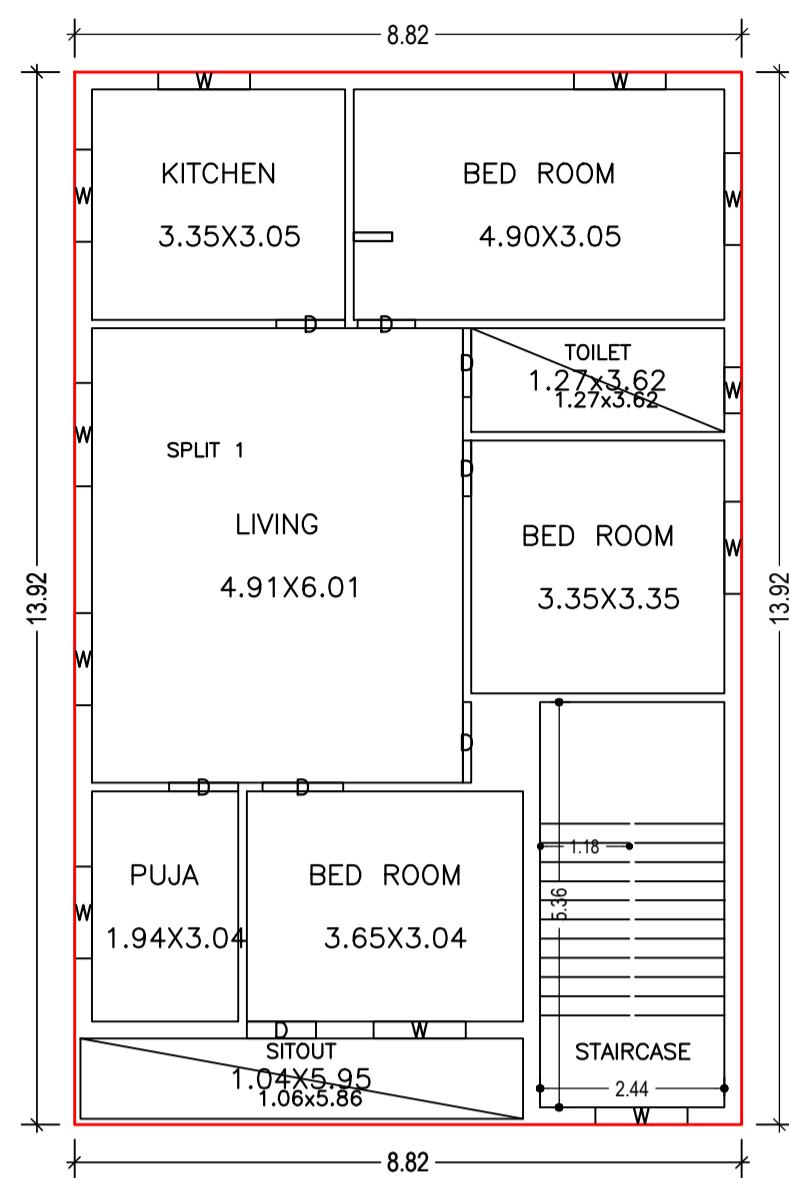 8.82
W
W
KITCHEN
BED ROOM
W
W
3.35X3.05
4.90X3.05
D
D
TOILET
D
1.27x3.62
W
1.27x3.62
W
SPLIT 1
D
LIVING
BED ROOM
W
4.91X6.01
3.35X3.35
13.92
13.92
W
D
D
D
1.18
PUJA
BED ROOM
5.36
W
1.94X3.04
3.65X3.04
D
W
SITOUT
STAIRCASE
1.04X5.95
1.06x5.86
2.44
W
8.82